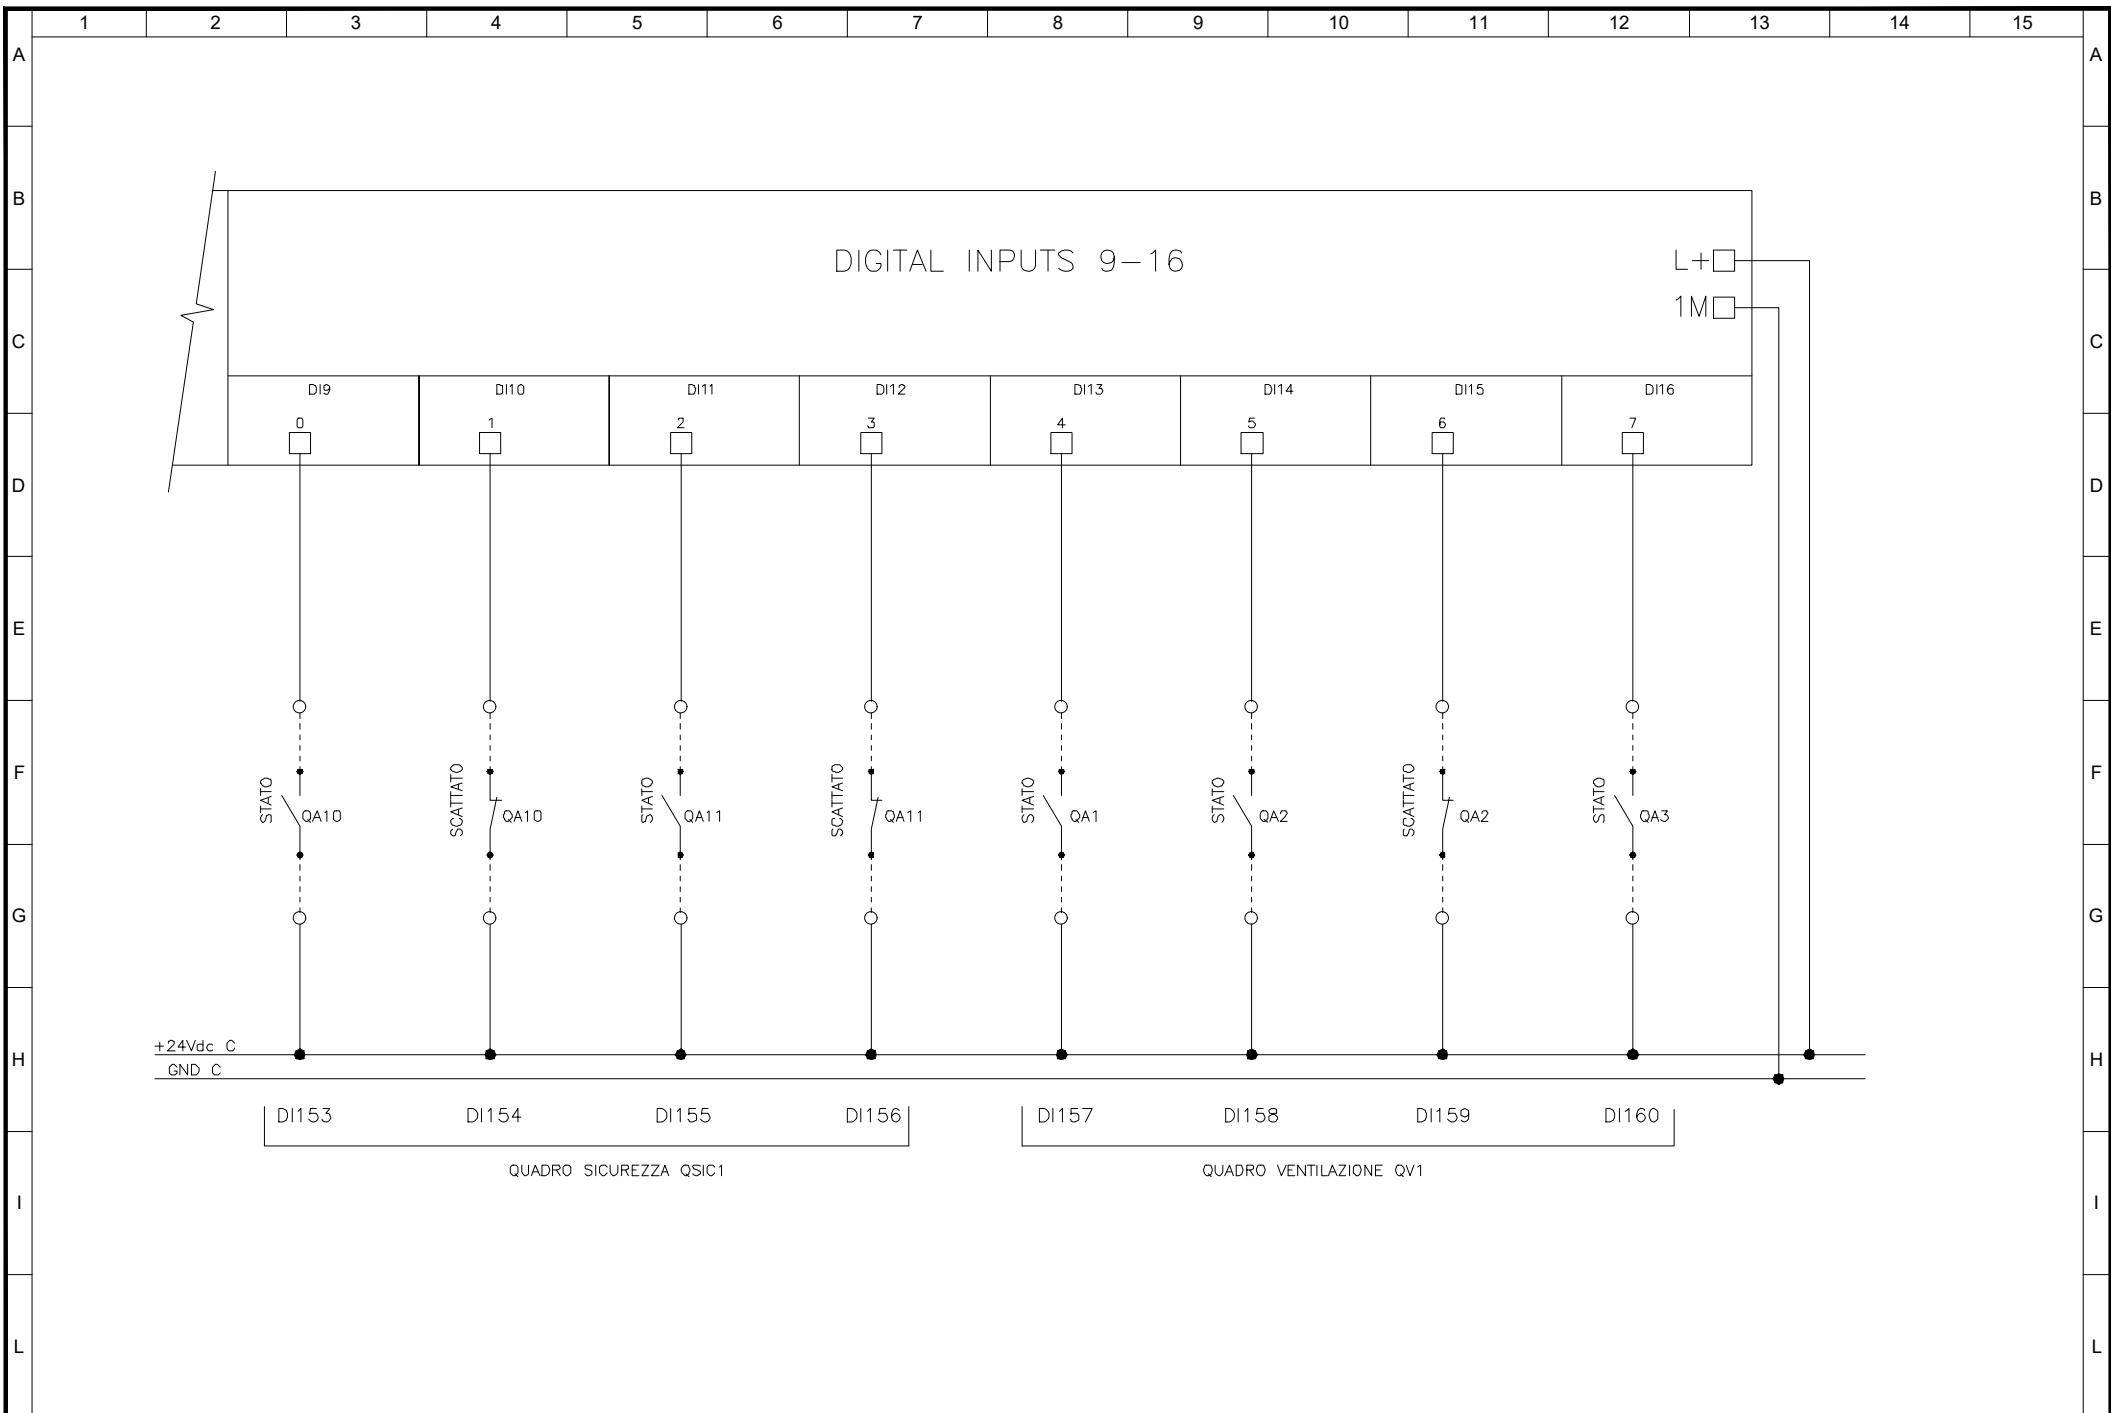 1 2 3 4 5 6 7 8 9 10 11 12 13 14 15
A A
B B
DIGITAL INPUTS 9-16
L+
1M
C C
DI9 DI10 DI11 DI12 DI13 DI14 DI15 DI16
0 1 2 3 4 5 6 7
D D
E E
F F
STATO QA10 SCATTATO QA10 STATO QA11 SCATTATO QA11 STATO QA1 STATO QA2 SCATTATO QA2 STATO QA3
G G
+24Vdc C
H H
GND C
DI153 DI154 DI155 DI156 DI157 DI158 DI159 DI160
QUADRO SICUREZZA QSIC1 QUADRO VENTILAZIONE QV1
I I
L L